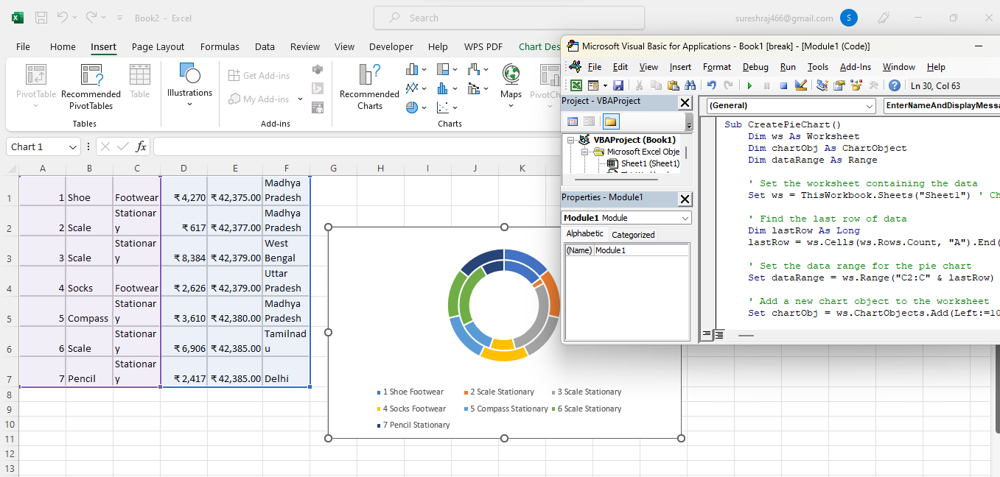 Book2 - Excel
Search
sureshraj466@gmail.com
S
File Home Insert Page Layout Formulas Data Review View Developer Help WPS PDF Chart Des
PivotTable
Recommended PivotTables
Table
Tables
Illustrations
Get Add-ins
My Add-ins
Add-ins
Recommended Charts
Maps
PivotCh
Charts
Chart 1
fx
A B C D E F G H I J K
1 1 Shoe Footwear ₹ 4,270 ₹ 42,375.00 Madhya Pradesh
2 2 Scale Stationary ₹ 617 ₹ 42,377.00 Madhya Pradesh
3 3 Scale Stationary ₹ 8,384 ₹ 42,379.00 West Bengal
4 4 Socks Footwear ₹ 2,626 ₹ 42,379.00 Uttar Pradesh
5 5 Compass Stationary ₹ 3,610 ₹ 42,380.00 Madhya Pradesh
6 6 Scale Stationary ₹ 6,906 ₹ 42,385.00 Tamilnadu
7 7 Pencil Stationary ₹ 2,417 ₹ 42,385.00 Delhi
8
9
10
11
12
13
1 Shoe Footwear 2 Scale Stationary 3 Scale Stationary
4 Socks Footwear 5 Compass Stationary 6 Scale Stationary
7 Pencil Stationary
Microsoft Visual Basic for Applications - Book1 [break] - [Module1 (Code)]
File Edit View Insert Format Debug Run Tools Add-Ins Window Help
Ln 30, Col 63
Project - VBAProject
VBAProject (Book1)
Microsoft Excel Obje
Sheet1 (Sheet1)
Properties - Module1
Module1 Module
Alphabetic Categorized
(Name) Module1
(General) EnterNameAndDisplayMessa
Sub CreatePieChart()
Dim ws As Worksheet
Dim chartObj As ChartObject
Dim dataRange As Range
' Set the worksheet containing the data
Set ws = ThisWorkbook.Sheets("Sheet1") ' Ch
' Find the last row of data
Dim lastRow As Long
lastRow = ws.Cells(ws.Rows.Count, "A").End(
' Set the data range for the pie chart
Set dataRange = ws.Range("C2:C" & lastRow)
' Add a new chart object to the worksheet
Set chartObj = ws.ChartObjects.Add(Left:=10